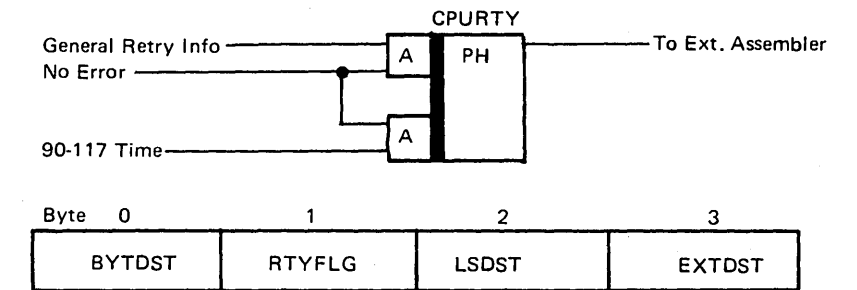 CPURTY
General Retry Info
A
PH
To Ext. Assembler
No Error
A
90-117 Time
Byte 0 1 2 3
BYTDST RTYFLG LSDST EXTDST